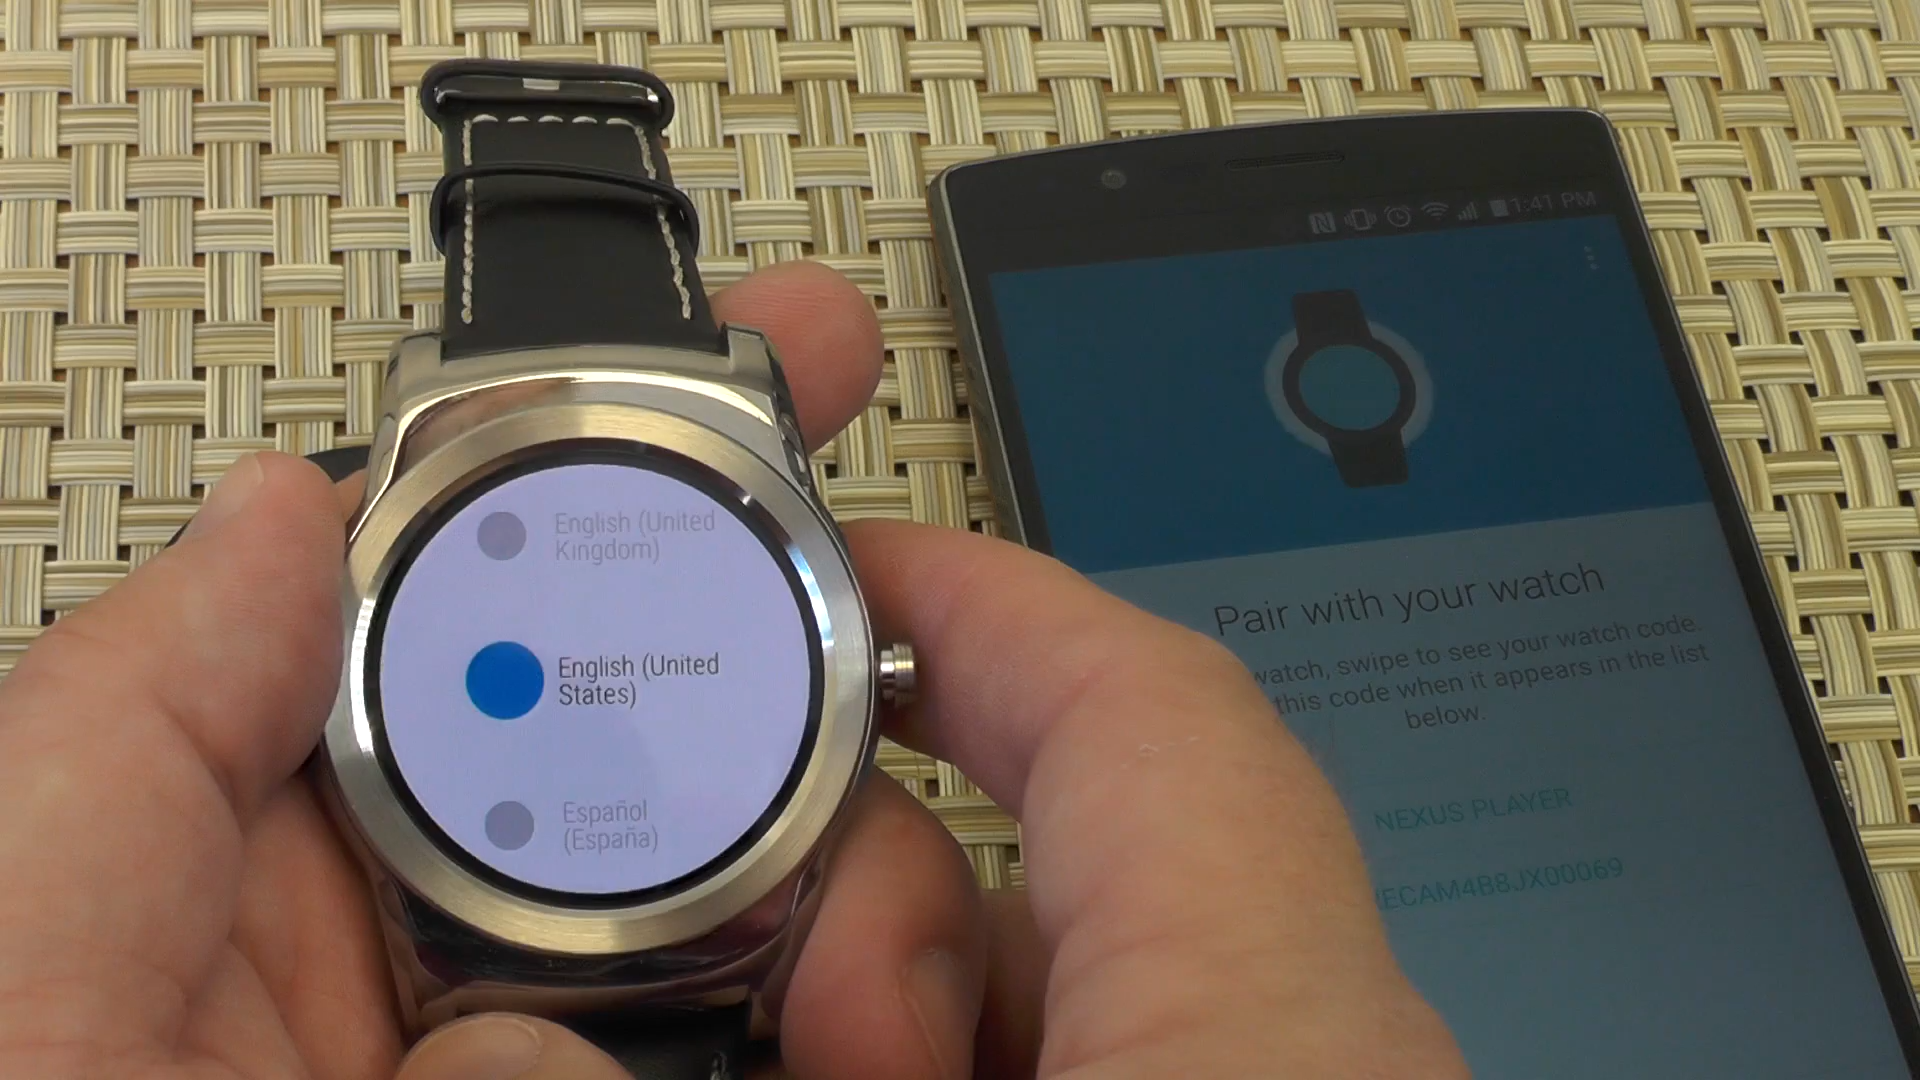 English (United
Kingdom)
English (United
States)
Español
(España)
1:41 PM
Pair with your watch
watch, swipe to see your watch code.
this code when it appears in the list
below.
NEXUS PLAYER
ECAM4B8JX00069